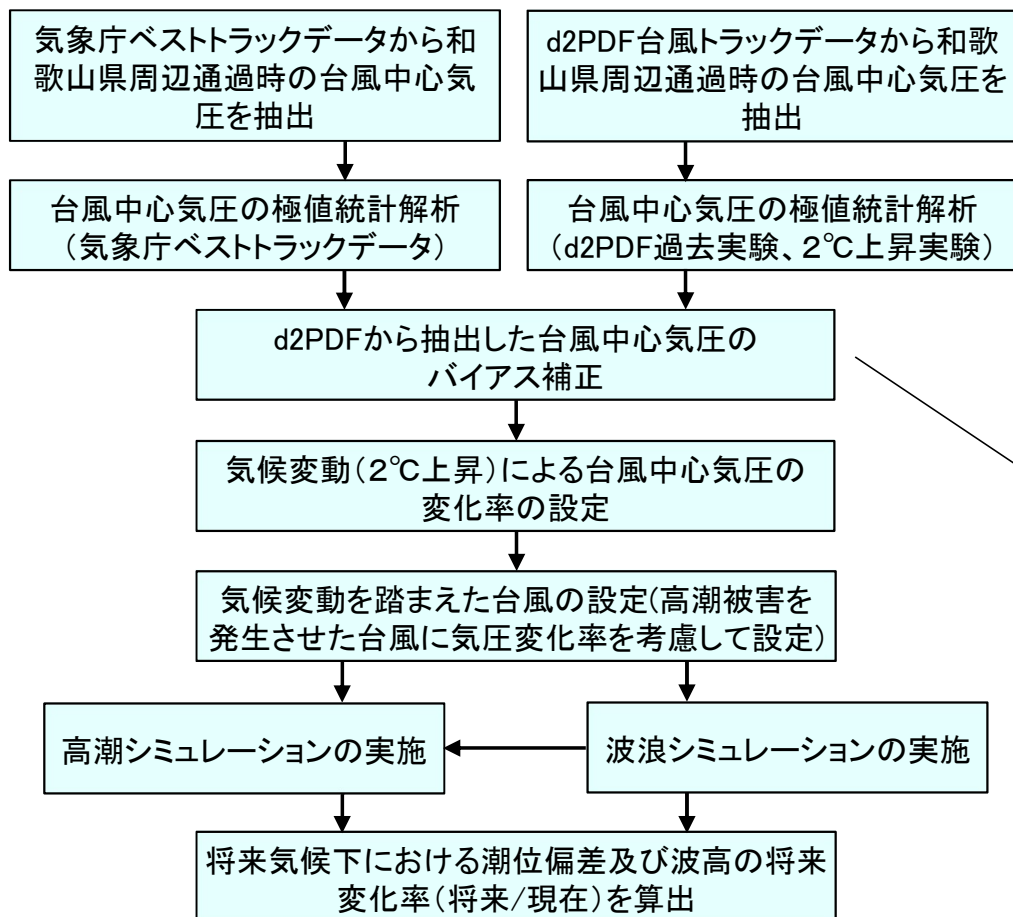 気象庁ベストトラックデータから和
歌山県周辺通過時の台風中心気
圧を抽出
d2PDF台風トラックデータから和歌
山県周辺通過時の台風中心気圧を
抽出
台風中心気圧の極値統計解析
（気象庁ベストトラックデータ）
台風中心気圧の極値統計解析
（d2PDF過去実験、２℃上昇実験）
d2PDFから抽出した台風中心気圧の
バイアス補正
気候変動（２℃上昇）による台風中心気圧の
変化率の設定
気候変動を踏まえた台風の設定(高潮被害を
発生させた台風に気圧変化率を考慮して設定)
高潮シミュレーションの実施
波浪シミュレーションの実施
将来気候下における潮位偏差及び波高の将来
変化率(将来/現在)を算出